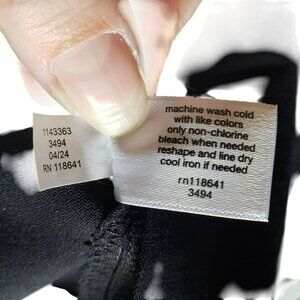 1143363
3494
04/24
RN 118641
machine wash cold
with like colors
only non-chlorine
bleach when needed
reshape and line dry
cool iron if needed
rn118641
3494